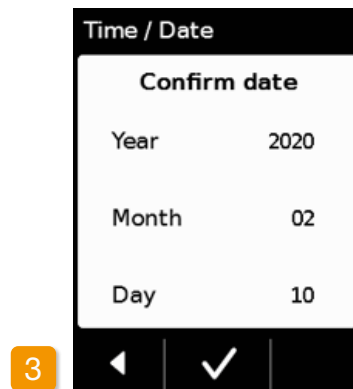 Time / Date
Confirm date
Year 2020
Month 02
Day 10
3